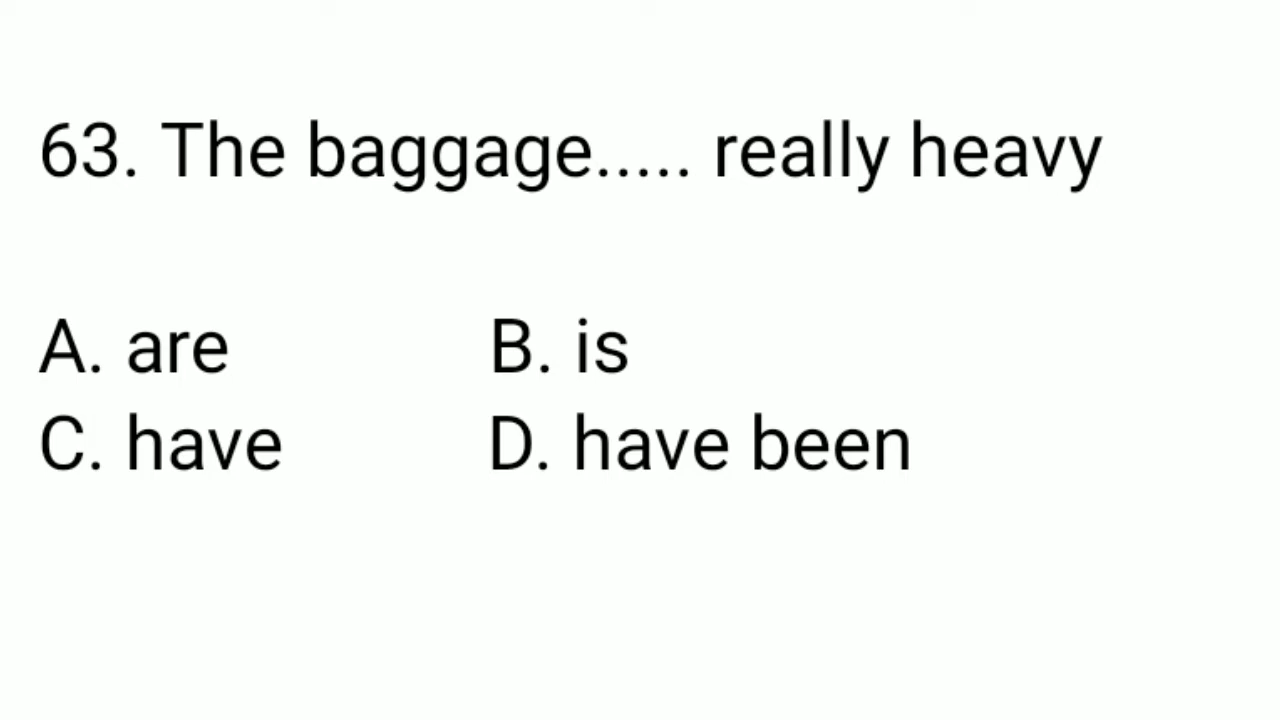 63. The baggage..... really heavy
A. are B. is
C. have D. have been